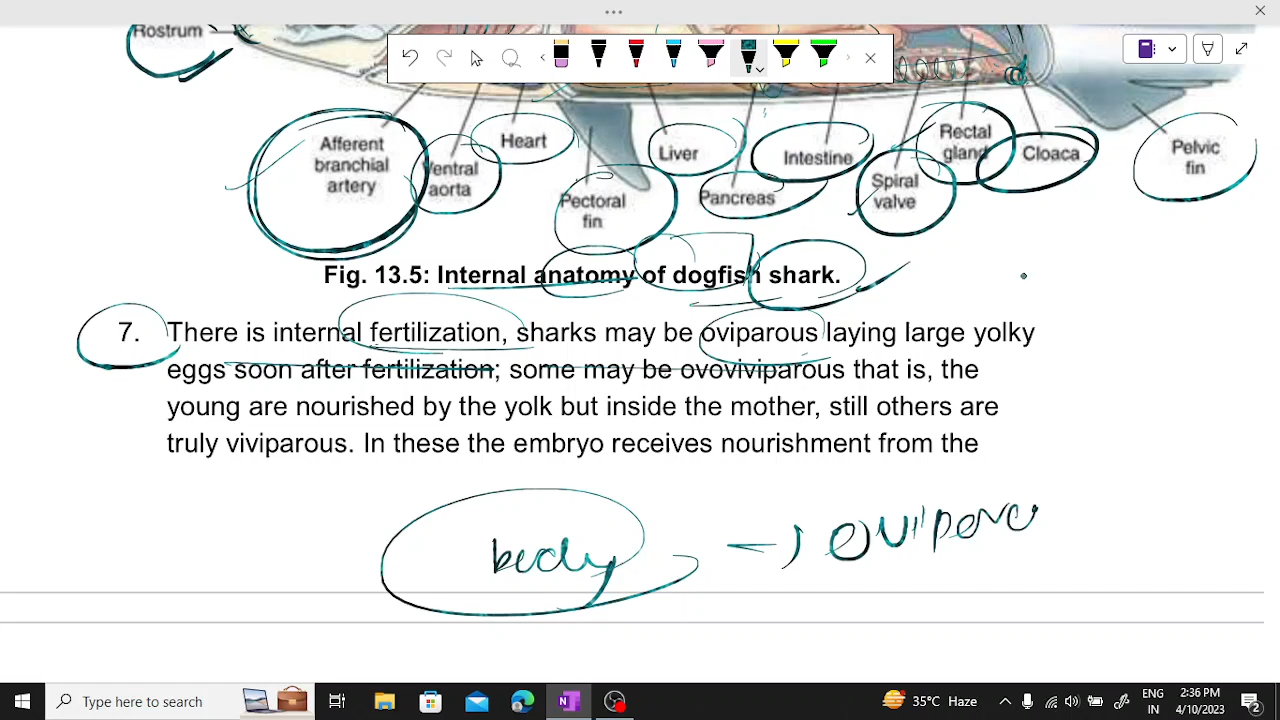 Rostrum
Afferent
branchial
artery
Ventral
aorta
Heart
Pectoral
fin
Liver
Pancreas
Intestine
Spiral
valve
Rectal
gland
Cloaca
Pelvic
fin
Fig. 13.5: Internal anatomy of dogfish shark.
7. There is internal fertilization, sharks may be oviparous laying large yolky
eggs soon after fertilization; some may be ovoviviparous that is, the
young are nourished by the yolk but inside the mother, still others are
truly viviparous. In these the embryo receives nourishment from the
body
Type here to search
35°C Haze
ENG
IN
2:36 PM
4/10/2023
2